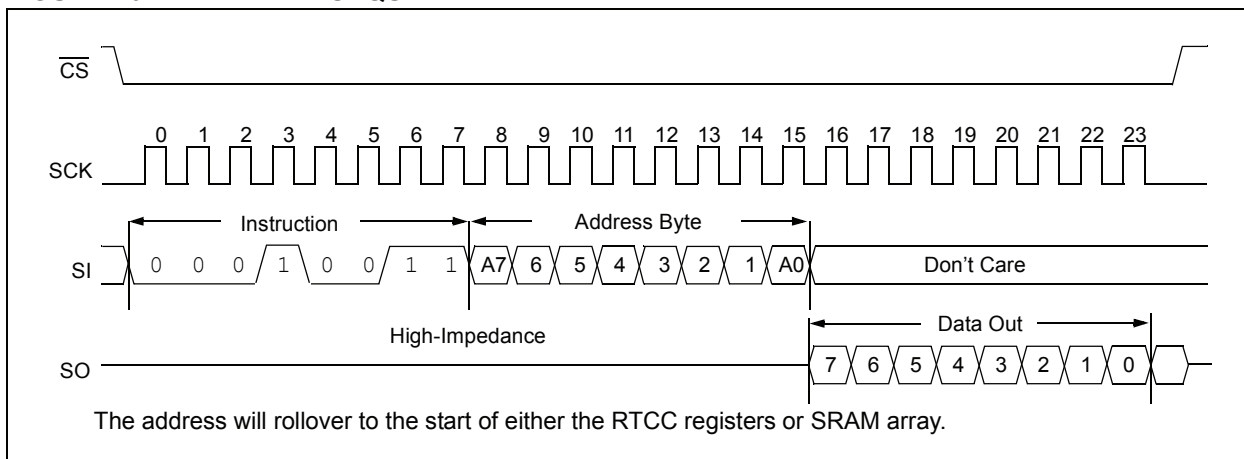 CS
0 1 2 3 4 5 6 7 8 9 10 11 12 13 14 15 16 17 18 19 20 21 22 23
SCK
Instruction Address Byte
SI 0 0 0 1 0 0 1 1 A7 6 5 4 3 2 1 A0 Don't Care
High-Impedance Data Out
SO 7 6 5 4 3 2 1 0
The address will rollover to the start of either the RTCC registers or SRAM array.